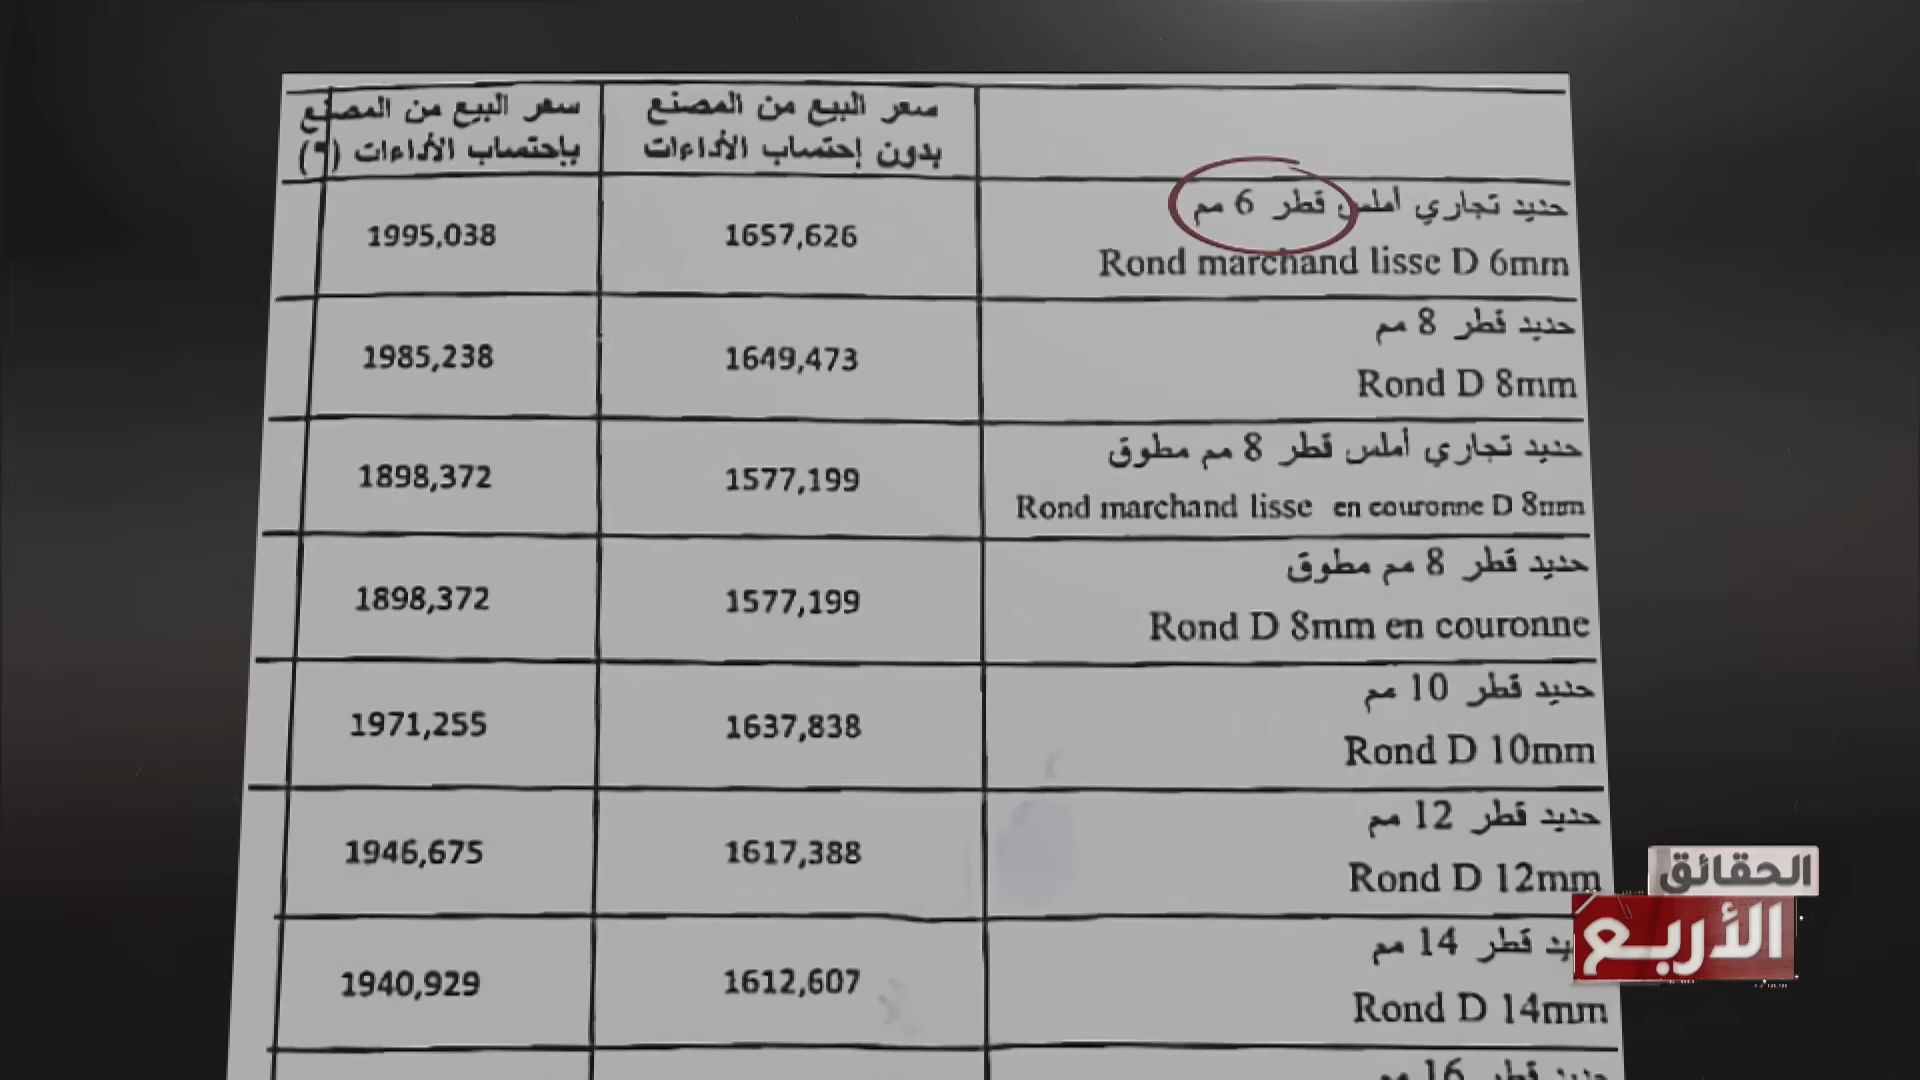 سعر البيع من المصنع
بدون إحتساب الأداءات
سعر البيع من المصنع
بإحتساب الأداءات (*)
حديد تجاري أملس قطر 6 مم
Rond marchand lisse D 6mm
1657,626
1995,038
حديد قطر 8 مم
Rond D 8mm
1649,473
1985,238
حديد تجاري أملس قطر 8 مم مطوق
Rond marchand lisse en couronne D 8mm
1577,199
1898,372
حديد قطر 8 مم مطوق
Rond D 8mm en couronne
1577,199
1898,372
حديد قطر 10 مم
Rond D 10mm
1637,838
1971,255
حديد قطر 12 مم
Rond D 12mm
1617,388
1946,675
قطر 14 مم
Rond D 14mm
1612,607
1940,929
حديد قطر 16 مم
الحقائق
الأربع